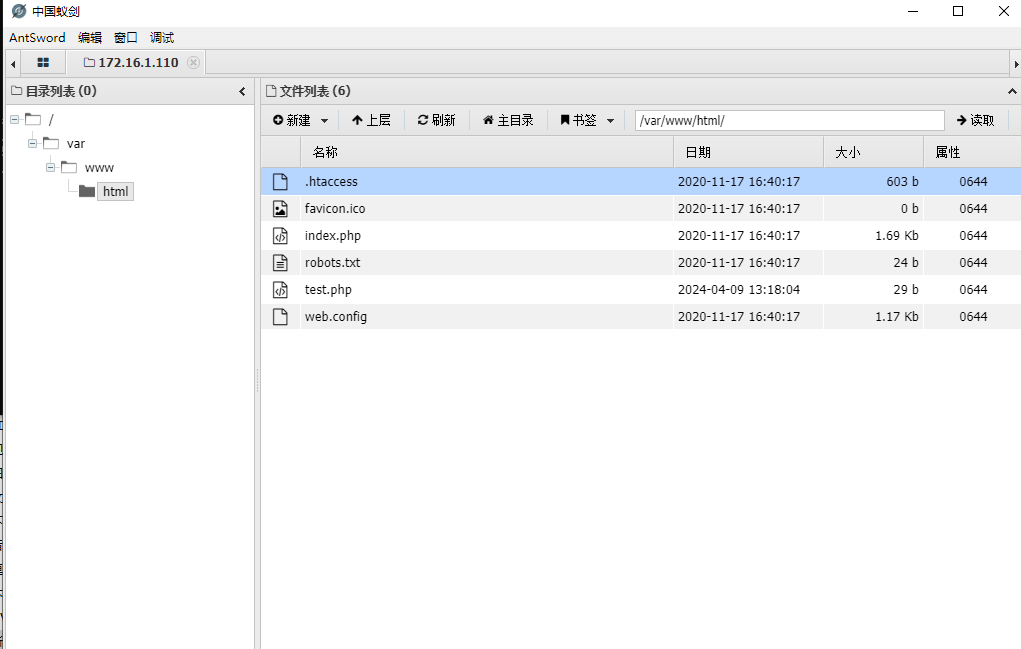 中国蚁剑
AntSword 编辑 窗口 调试
172.16.1.110
目录列表 (0)
文件列表 (6)
新建 上层 刷新 主目录 书签 /var/www/html/ 读取
/
var
www
html
名称 日期 大小 属性
.htaccess 2020-11-17 16:40:17 603 b 0644
favicon.ico 2020-11-17 16:40:17 0 b 0644
index.php 2020-11-17 16:40:17 1.69 Kb 0644
robots.txt 2020-11-17 16:40:17 24 b 0644
test.php 2024-04-09 13:18:04 29 b 0644
web.config 2020-11-17 16:40:17 1.17 Kb 0644